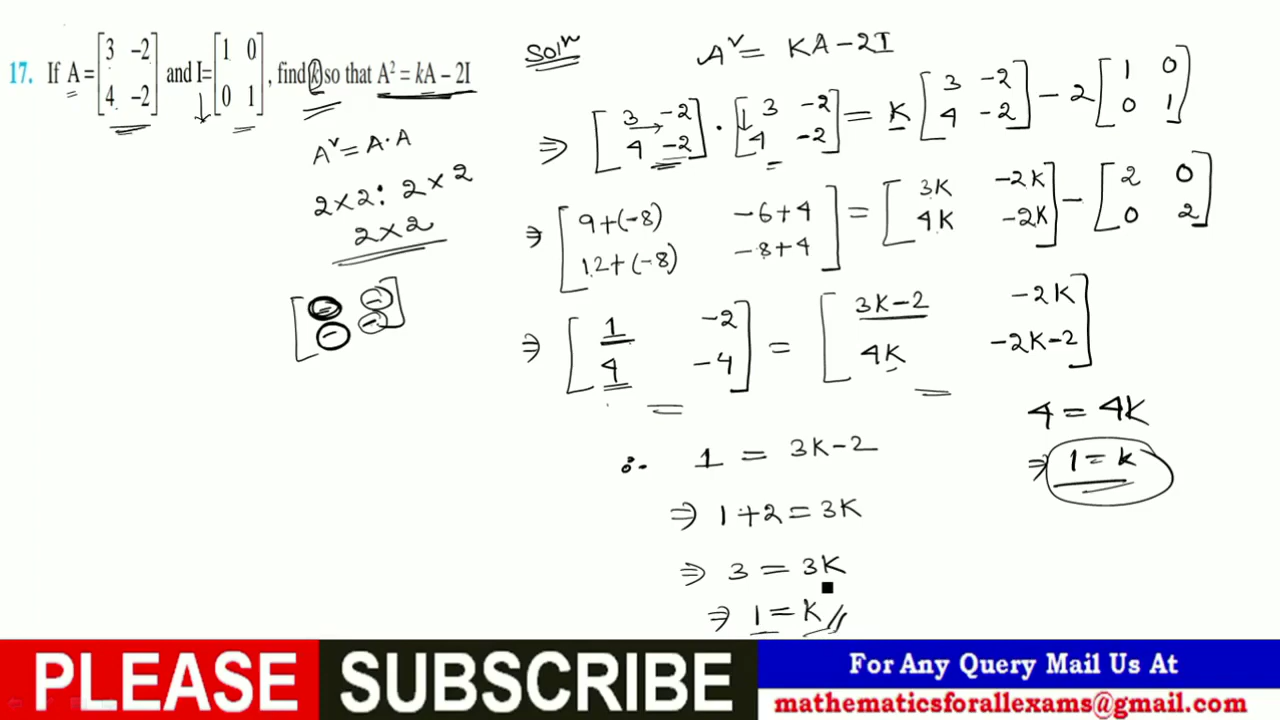 17. If A = [3 -2; 4 -2] and I = [1 0; 0 1], find k so that A² = kA – 2I
A² = A·A
2×2 : 2×2
2×2
[- -; - -]
Solⁿ
A² = KA – 2I
⇒ [3 -2; 4 -2] · [3 -2; 4 -2] = K [3 -2; 4 -2] – 2 [1 0; 0 1]
⇒ [9+(-8) -6+4; 12+(-8) -8+4] = [3K -2K; 4K -2K] – [2 0; 0 2]
⇒ [1 -2; 4 -4] = [3K-2 -2K; 4K -2K-2]
∴ 1 = 3K-2
⇒ 1+2 = 3K
⇒ 3 = 3K
⇒ 1 = K //
4 = 4K
⇒ 1 = k
PLEASE SUBSCRIBE
For Any Query Mail Us At
mathematicsforallexams@gmail.com